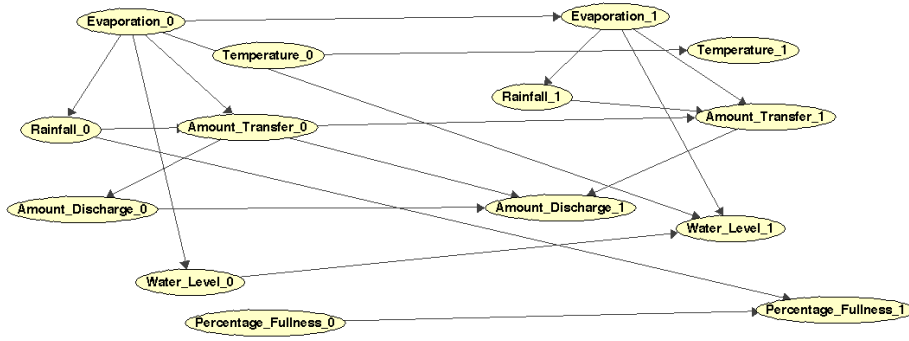 Evaporation_0
Evaporation_1
Temperature_0
Temperature_1
Rainfall_1
Rainfall_0
Amount_Transfer_0
Amount_Transfer_1
Amount_Discharge_0
Amount_Discharge_1
Water_Level_1
Water_Level_0
Percentage_Fullness_0
Percentage_Fullness_1